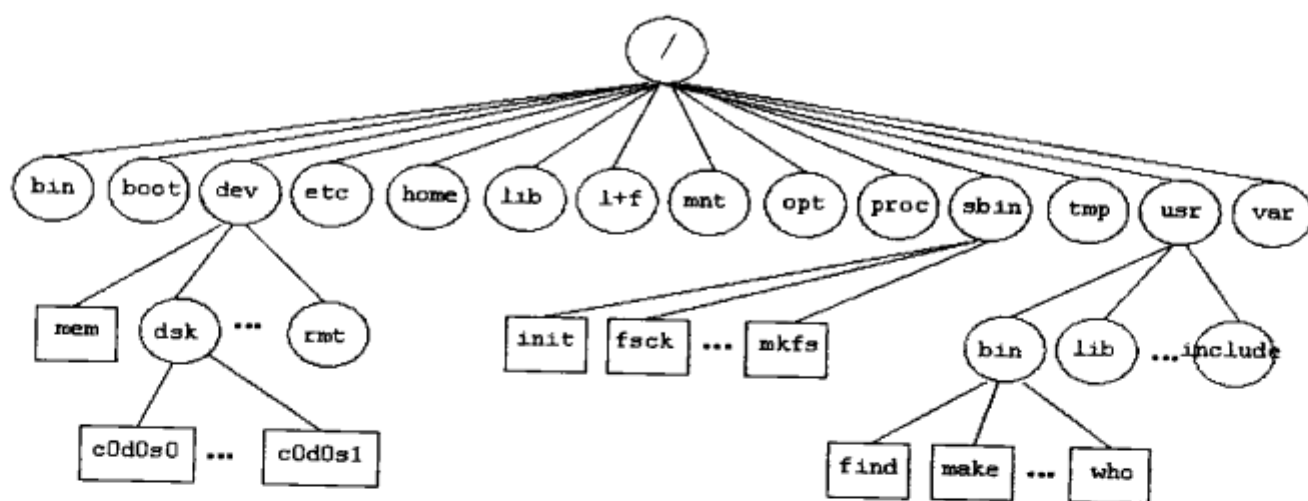 /
bin boot dev etc home lib l+f mnt opt proc sbin tmp usr var
mem dsk ... rmt init fsck ... mkfs bin lib ... include
c0d0s0 ... c0d0s1 find make ... who